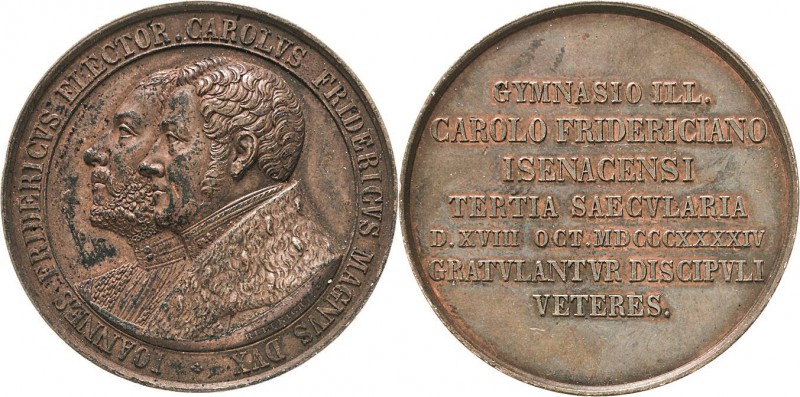 IOANNES. FRIDERICVS. ELECTOR. CAROLVS FRIDERICVS MAGNVS DVX
GYMNASIO ILL.
CAROLO FRIDERICIANO
ISENACENSI
TERTIA SAECVLARIA
D. XVIII OCT. MDCCCXXXXIV
GRATVLANTVR DISCIPVLI
VETERES.